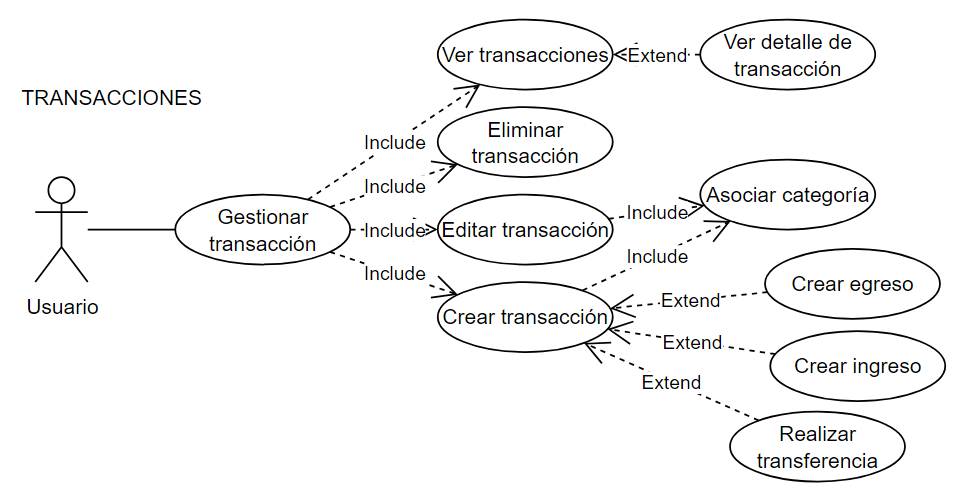 TRANSACCIONES
Usuario
Gestionar
transacción
Include
Include
Include
Include
Ver transacciones
Extend
Ver detalle de
transacción
Eliminar
transacción
Editar transacción
Include
Asociar categoría
Include
Crear transacción
Extend
Crear egreso
Extend
Crear ingreso
Extend
Realizar
transferencia